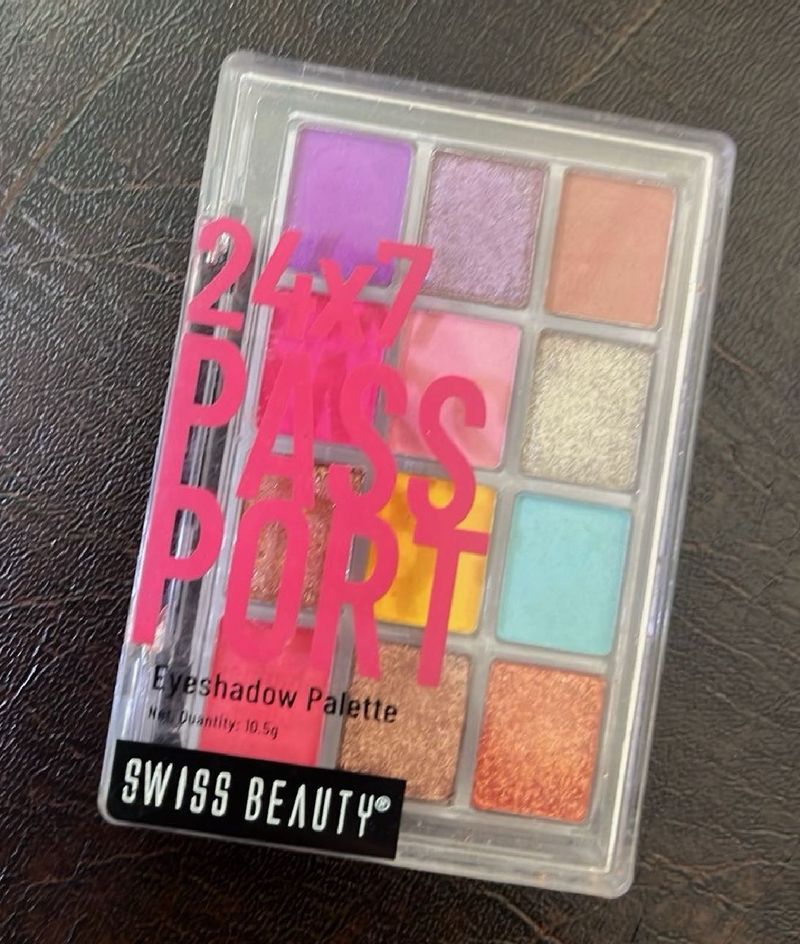 24x7
PASS
PORT
Eyeshadow Palette
Net. Quantity: 10.5g
SWISS BEAUTY®